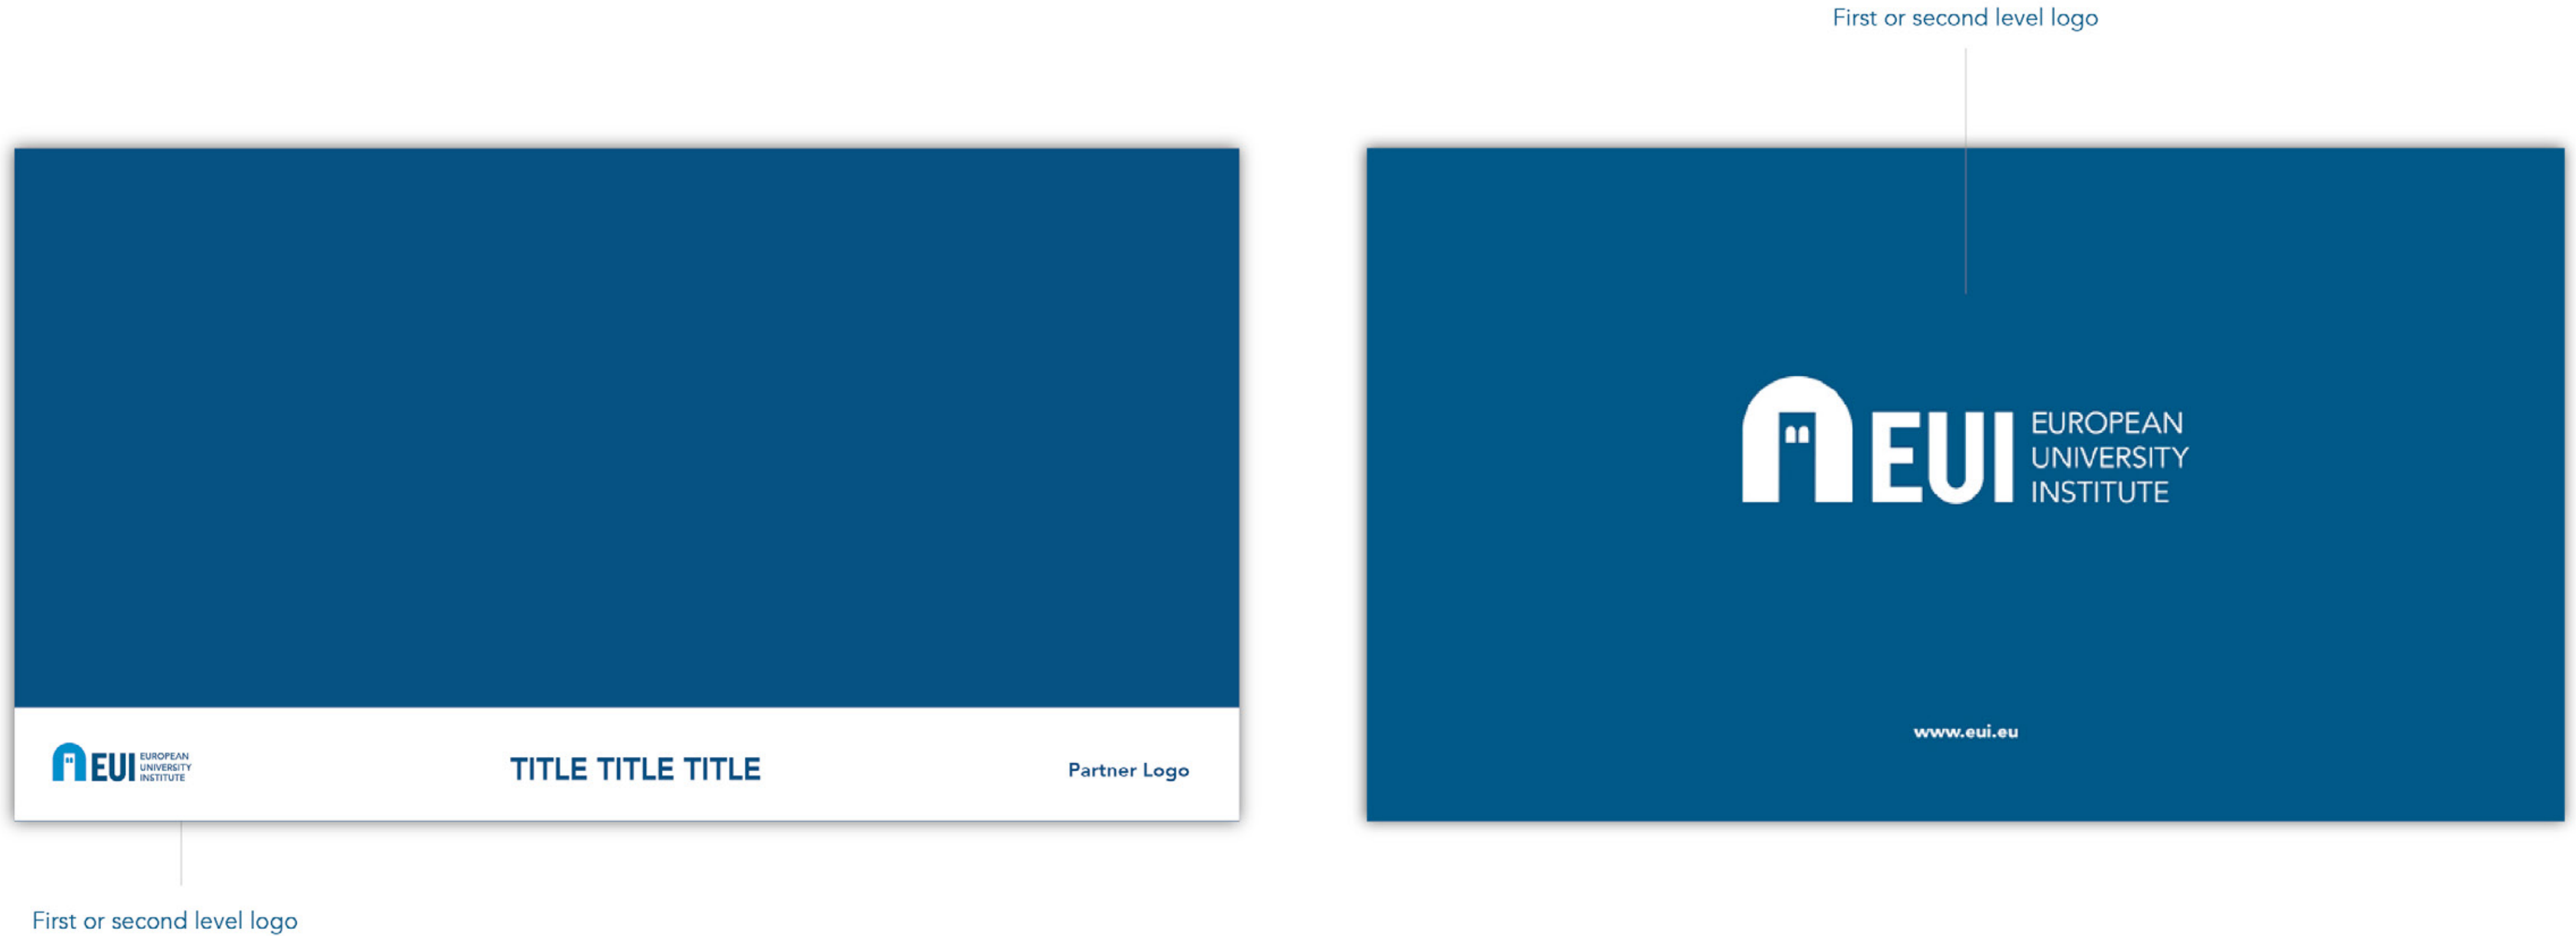 First or second level logo
EUI
EUROPEAN
UNIVERSITY
INSTITUTE
TITLE TITLE TITLE
Partner Logo
First or second level logo
EUI
EUROPEAN
UNIVERSITY
INSTITUTE
www.eui.eu